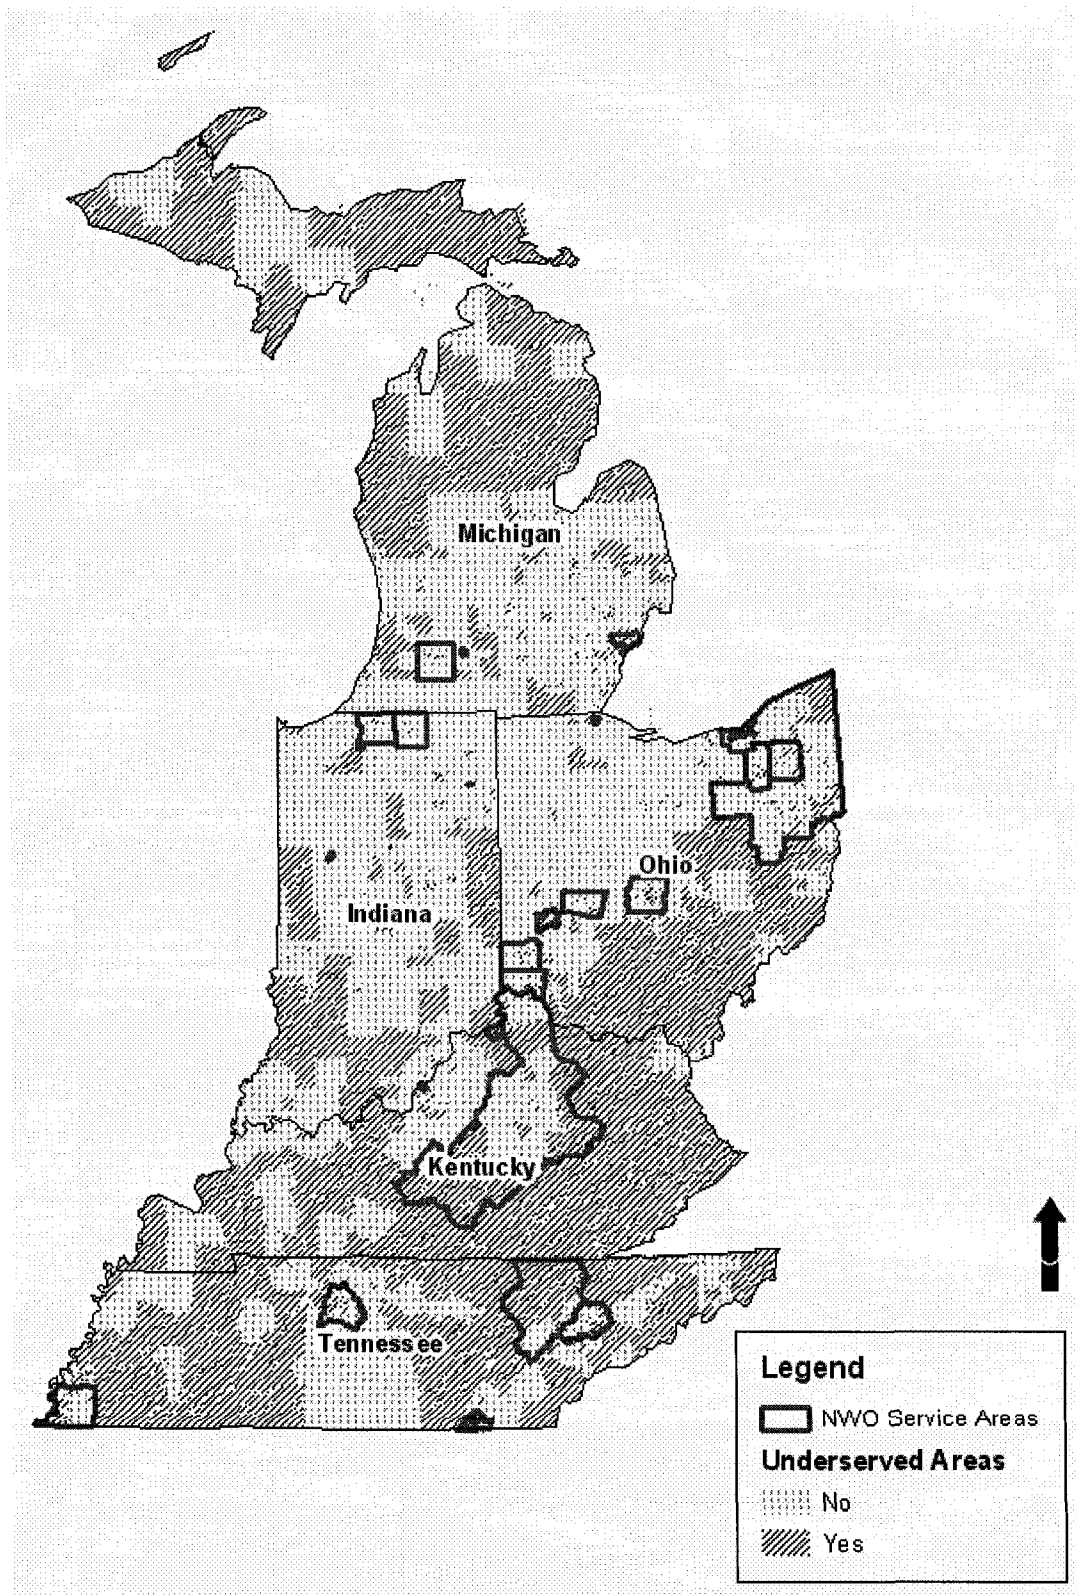 Michigan
Ohio
Indiana
Kentucky
Tennessee
Legend
NWO Service Areas
Underserved Areas
No
Yes